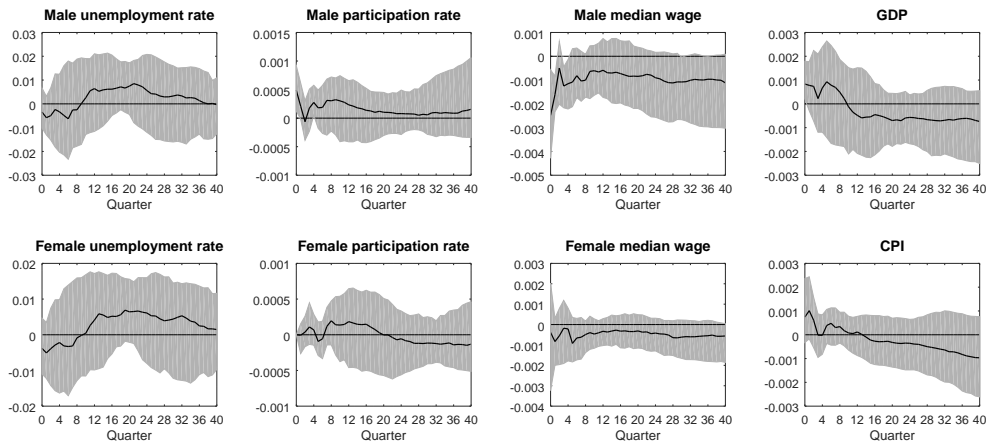 Male unemployment rate
0.03
0.02
0.01
0
-0.01
-0.02
-0.03
0 4 8 12 16 20 24 28 32 36 40
Quarter
Male participation rate
0.0015
0.001
0.0005
0
-0.0005
-0.001
0 4 8 12 16 20 24 28 32 36 40
Quarter
Male median wage
0.001
0
-0.001
-0.002
-0.003
-0.004
-0.005
0 4 8 12 16 20 24 28 32 36 40
Quarter
GDP
0.003
0.002
0.001
0
-0.001
-0.002
-0.003
0 4 8 12 16 20 24 28 32 36 40
Quarter
Female unemployment rate
0.02
0.01
0
-0.01
-0.02
0 4 8 12 16 20 24 28 32 36 40
Quarter
Female participation rate
0.001
0.0005
0
-0.0005
-0.001
0 4 8 12 16 20 24 28 32 36 40
Quarter
Female median wage
0.003
0.002
0.001
0
-0.001
-0.002
-0.003
-0.004
0 4 8 12 16 20 24 28 32 36 40
Quarter
CPI
0.003
0.002
0.001
0
-0.001
-0.002
-0.003
0 4 8 12 16 20 24 28 32 36 40
Quarter